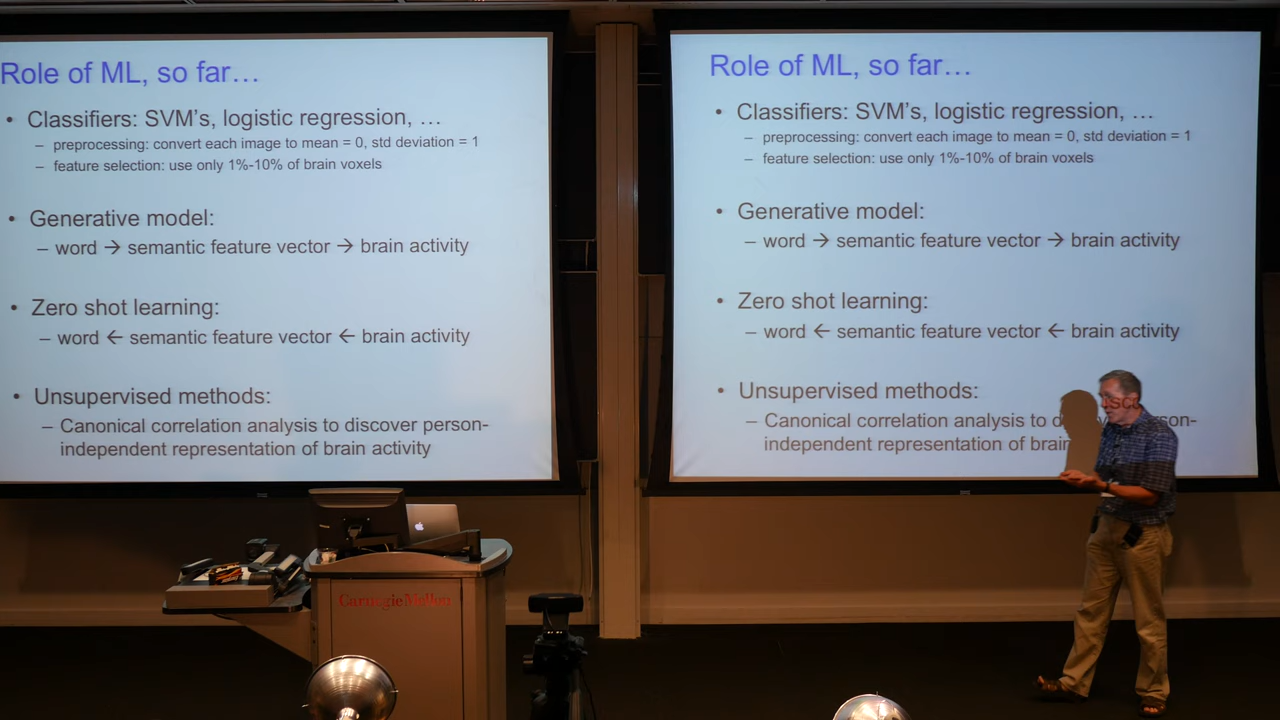 Role of ML, so far…
• Classifiers: SVM's, logistic regression, …
– preprocessing: convert each image to mean = 0, std deviation = 1
– feature selection: use only 1%-10% of brain voxels
• Generative model:
– word → semantic feature vector → brain activity
• Zero shot learning:
– word ← semantic feature vector ← brain activity
• Unsupervised methods:
– Canonical correlation analysis to discover person-
independent representation of brain activity
Role of ML, so far…
• Classifiers: SVM's, logistic regression, …
– preprocessing: convert each image to mean = 0, std deviation = 1
– feature selection: use only 1%-10% of brain voxels
• Generative model:
– word → semantic feature vector → brain activity
• Zero shot learning:
– word ← semantic feature vector ← brain activity
• Unsupervised methods:
– Canonical correlation analysis to person-
independent representation of brain
Carnegie Mellon